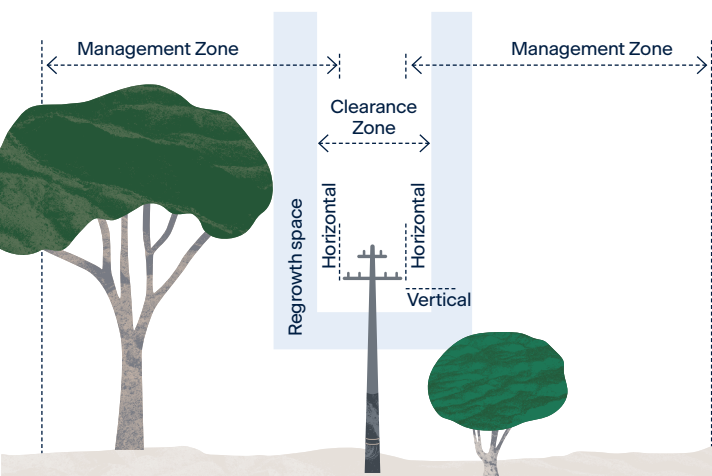 Management Zone
Management Zone
Clearance
Zone
Regrowth space
Horizontal
Horizontal
Vertical